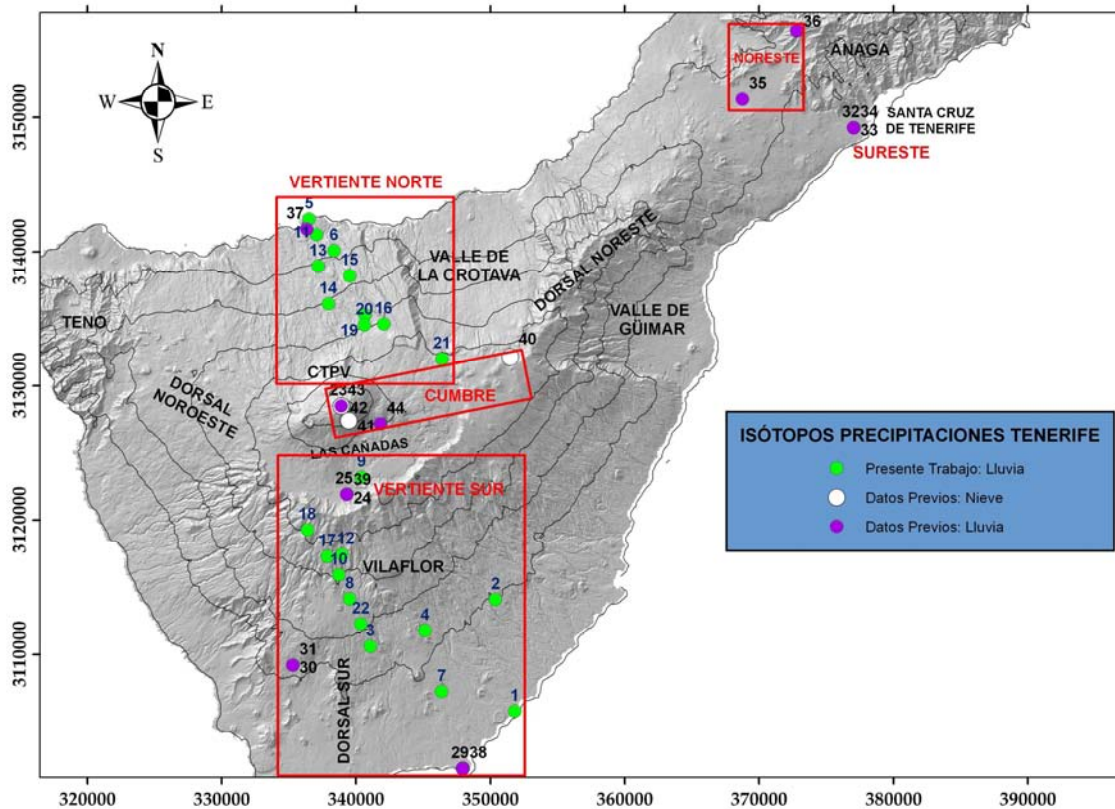 36
N
ANAGA
NORESTE
35
W E
3234 SANTA CRUZ
33 DE TENERIFE
S
SURESTE
3150000
VERTIENTE NORTE
5
37
11
6
13
15
VALLE DE
LA OROTAVA
3140000
DORSAL NORESTE
14
VALLE DE
GÜIMAR
20 16
19
TENO
21
40
CTPV
CUMBRE
3130000
2343
42
44
41
DORSAL
NOROESTE
LAS CAÑADAS
ISÓTOPOS PRECIPITACIONES TENERIFE
Presente Trabajo: Lluvia
Datos Previos: Nieve
Datos Previos: Lluvia
9
25 39
24
VERTIENTE SUR
3120000
18
17 12
10
VILAFLOR
8
2
22
4
3
31
30
3110000
7
1
DORSAL SUR
2938
320000 330000 340000 350000 360000 370000 380000 390000